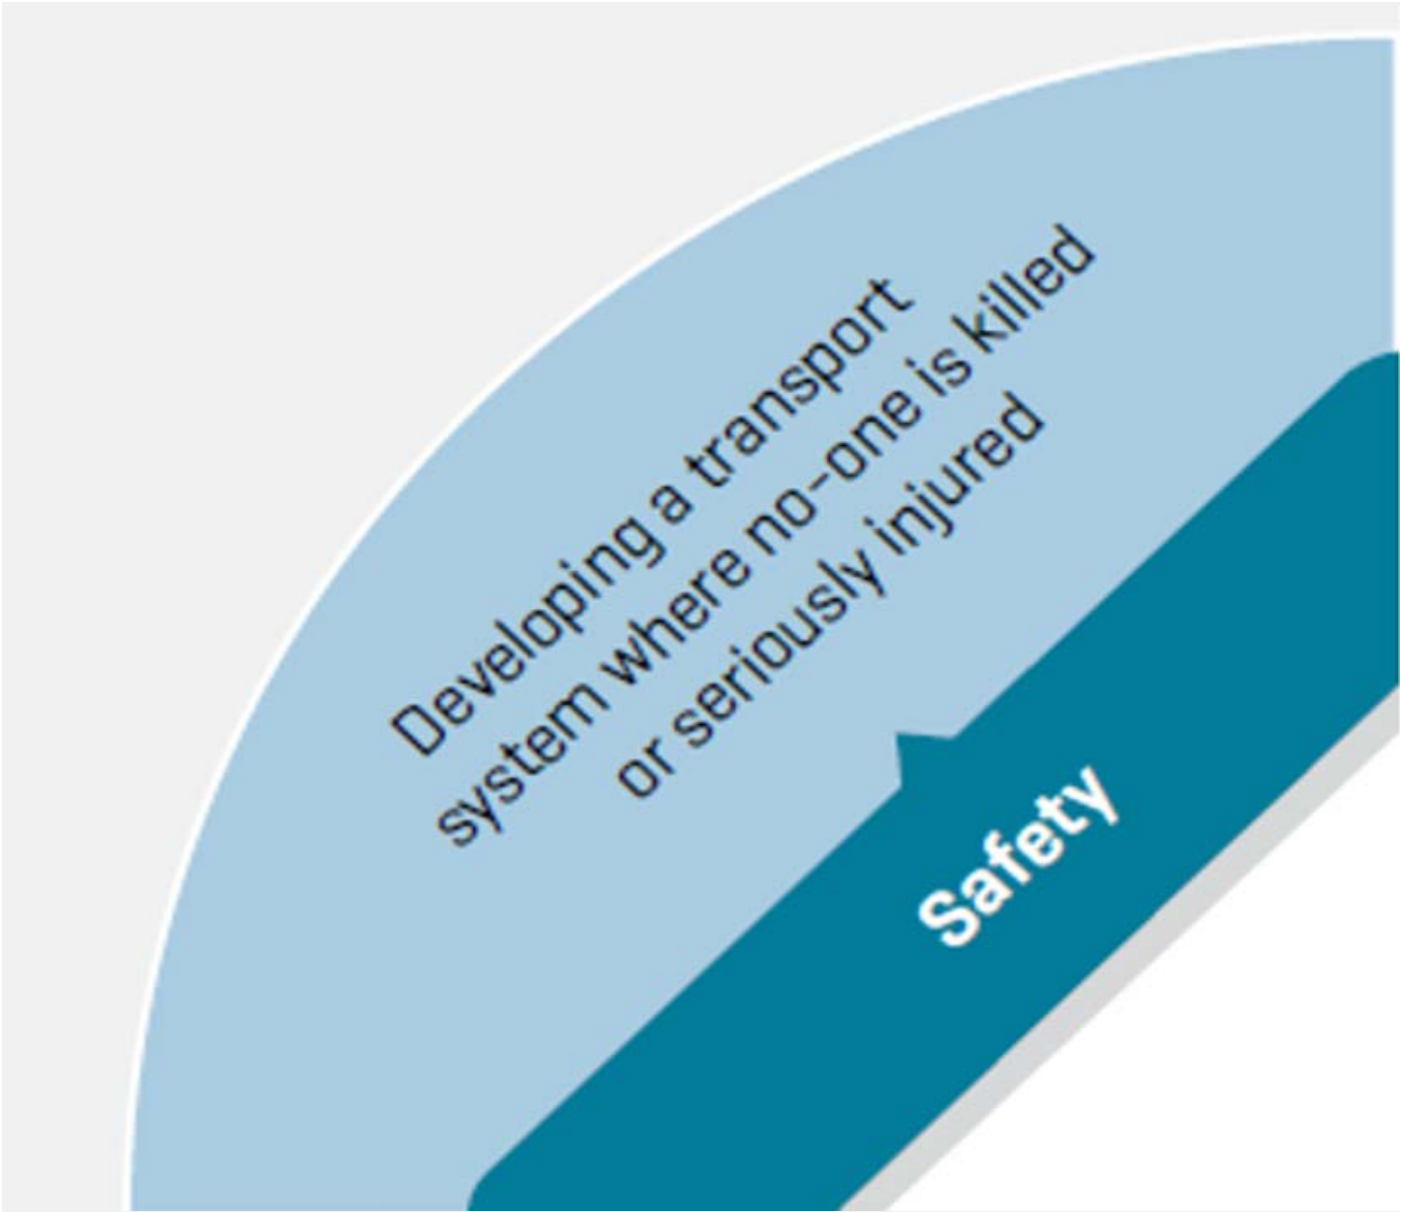 Developing a transport
system where no-one is killed
or seriously injured
Safety